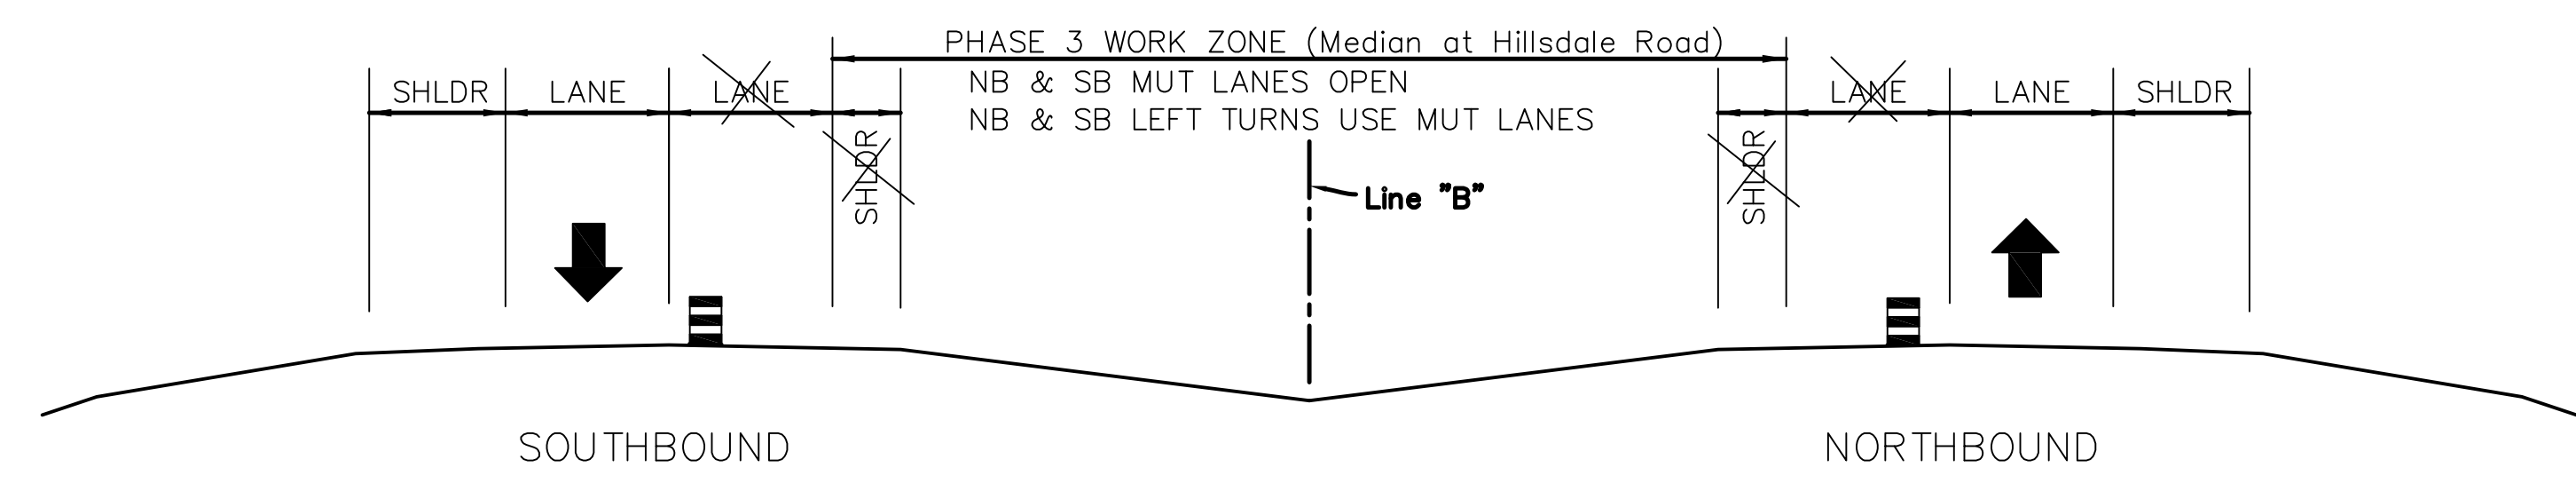 PHASE 3 WORK ZONE (Median at Hillsdale Road)
NB & SB MUT LANES OPEN
NB & SB LEFT TURNS USE MUT LANES
SHLDR
LANE
LANE
SHLDR
Line "B"
SHLDR
LANE
LANE
SHLDR
SOUTHBOUND
NORTHBOUND